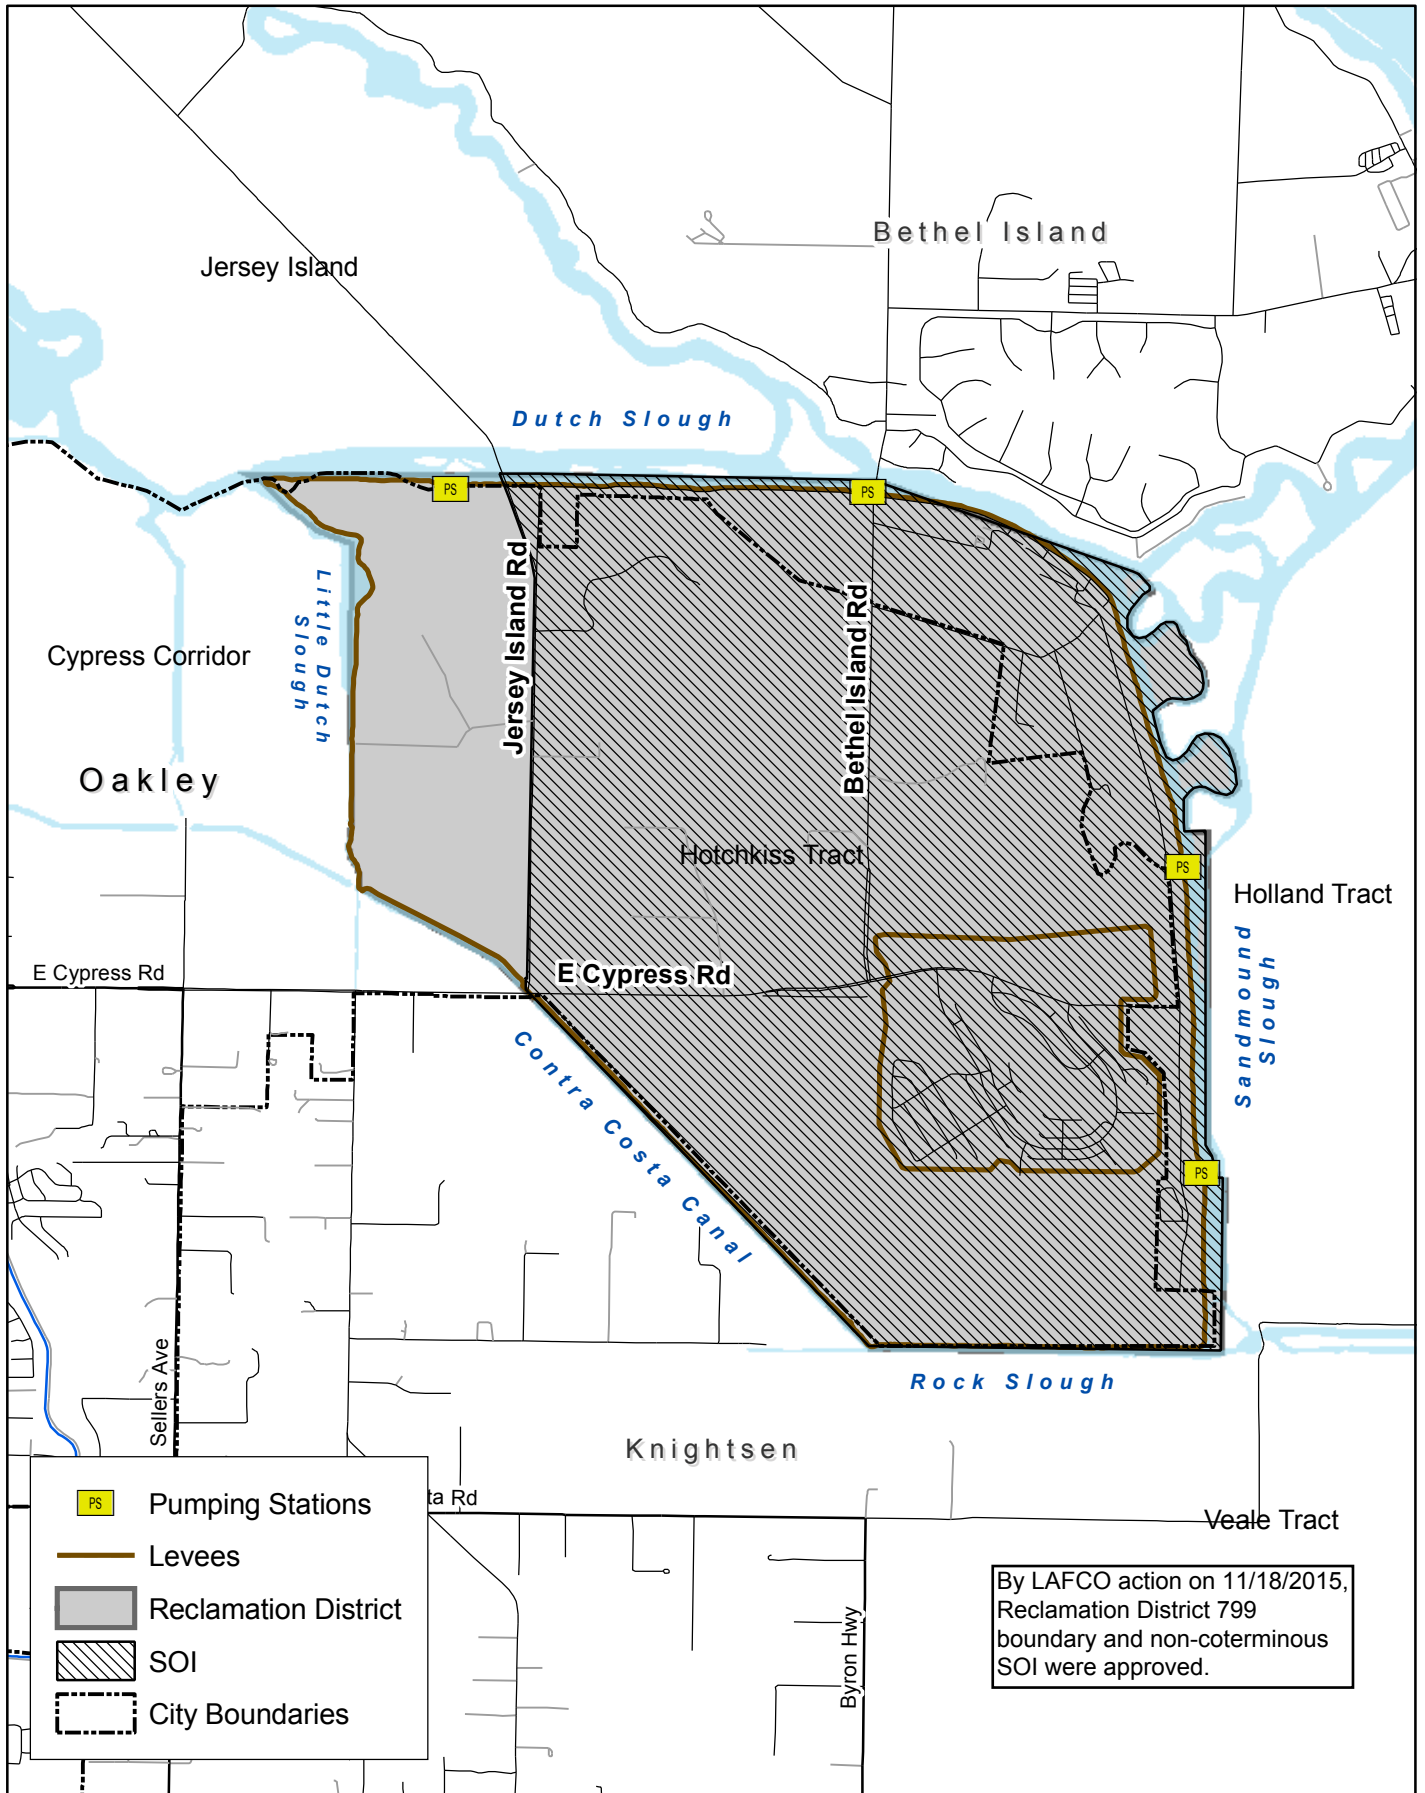 Bethel Island
Jersey Island
Dutch Slough
PS
PS
Jersey Island Rd
Bethel Island Rd
Little Dutch
Slough
Cypress Corridor
Oakley
Hotchkiss Tract
PS
Holland Tract
E Cypress Rd
E Cypress Rd
Sandmound
Slough
Contra Costa Canal
PS
Rock Slough
Sellers Ave
Knightsen
ta Rd
Veale Tract
Byron Hwy
PS Pumping Stations
Levees
Reclamation District
SOI
City Boundaries
By LAFCO action on 11/18/2015,
Reclamation District 799
boundary and non-coterminous
SOI were approved.